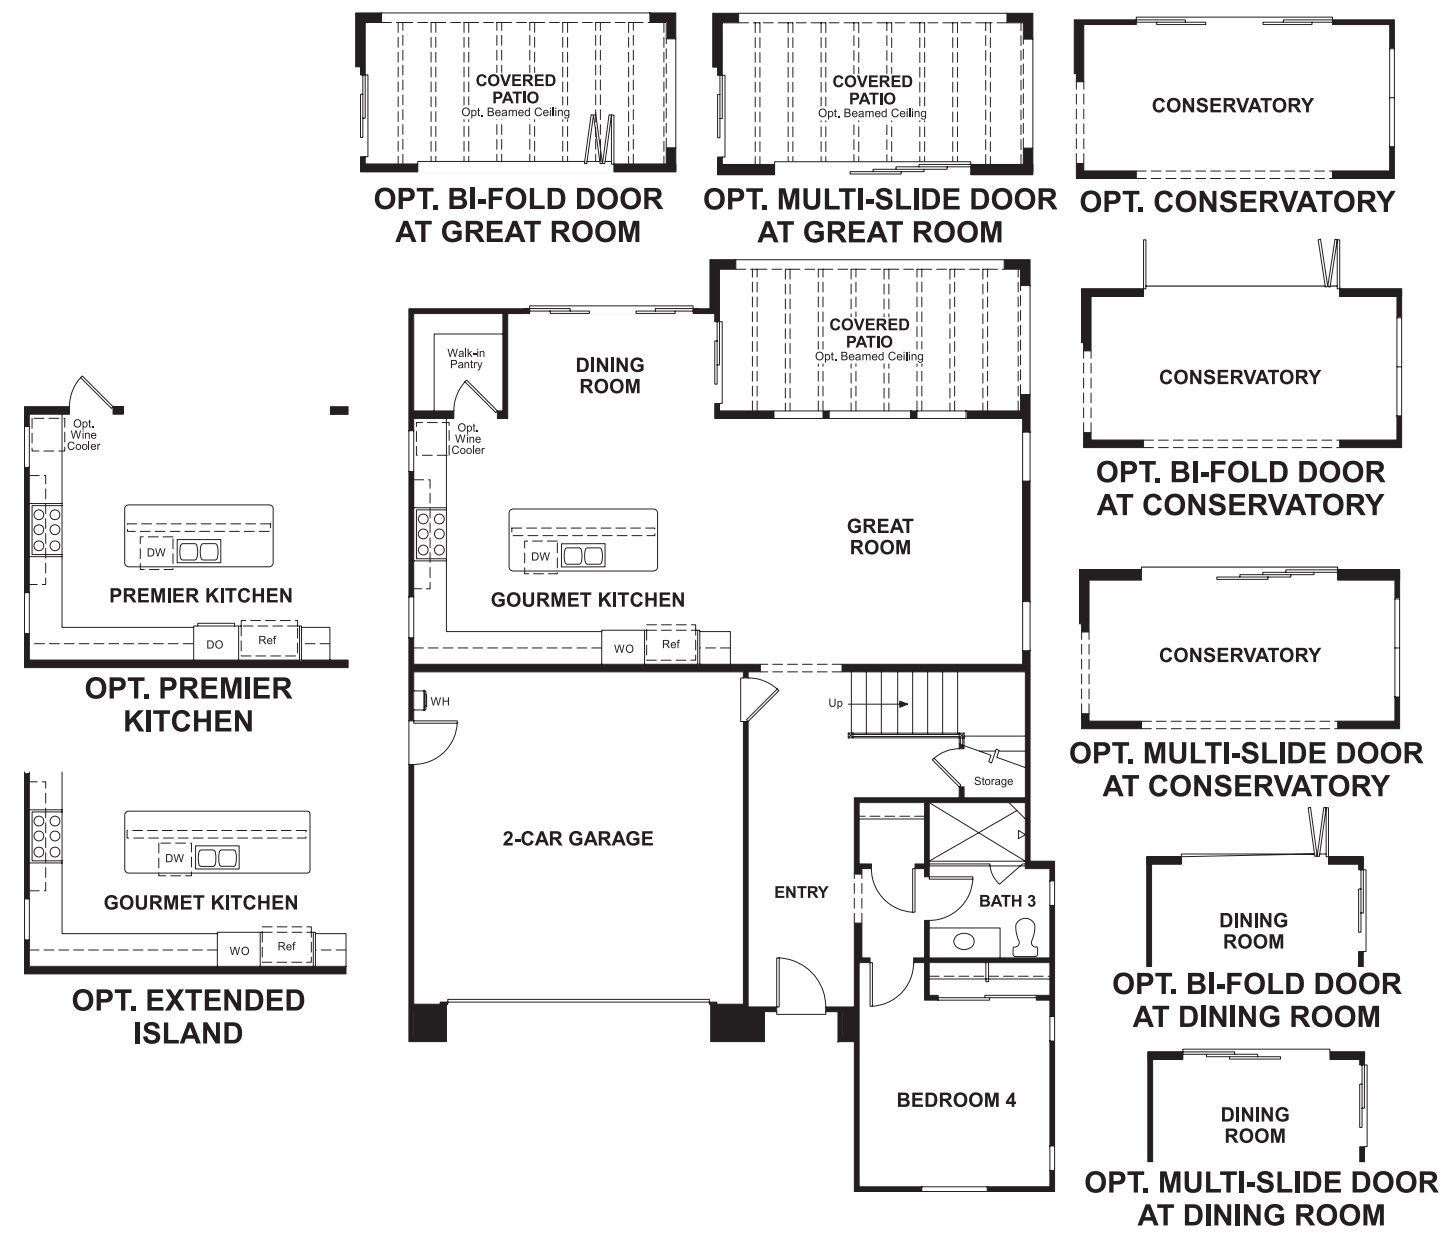 COVERED
PATIO
Opt. Beamed Ceiling
OPT. BI-FOLD DOOR
AT GREAT ROOM
COVERED
PATIO
Opt. Beamed Ceiling
OPT. MULTI-SLIDE DOOR
AT GREAT ROOM
CONSERVATORY
OPT. CONSERVATORY
CONSERVATORY
OPT. BI-FOLD DOOR
AT CONSERVATORY
CONSERVATORY
OPT. MULTI-SLIDE DOOR
AT CONSERVATORY
DINING
ROOM
OPT. BI-FOLD DOOR
AT DINING ROOM
DINING
ROOM
OPT. MULTI-SLIDE DOOR
AT DINING ROOM
Opt.
Wine
Cooler
DW
PREMIER KITCHEN
DO
Ref
OPT. PREMIER
KITCHEN
DW
GOURMET KITCHEN
WO
Ref
OPT. EXTENDED
ISLAND
Walk-in
Pantry
DINING
ROOM
COVERED
PATIO
Opt. Beamed Ceiling
Opt.
Wine
Cooler
DW
GREAT
ROOM
GOURMET KITCHEN
WO
Ref
WH
Up
Storage
2-CAR GARAGE
ENTRY
BATH 3
BEDROOM 4